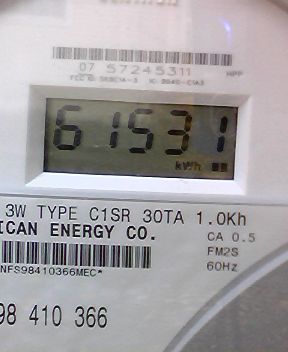 07 57245311 HPP
61531
kWh
3W TYPE C1SR 30TA 1.0Kh
ICAN ENERGY CO. CA 0.5
FM2S
NFS98410366MEC* 60Hz
98 410 366